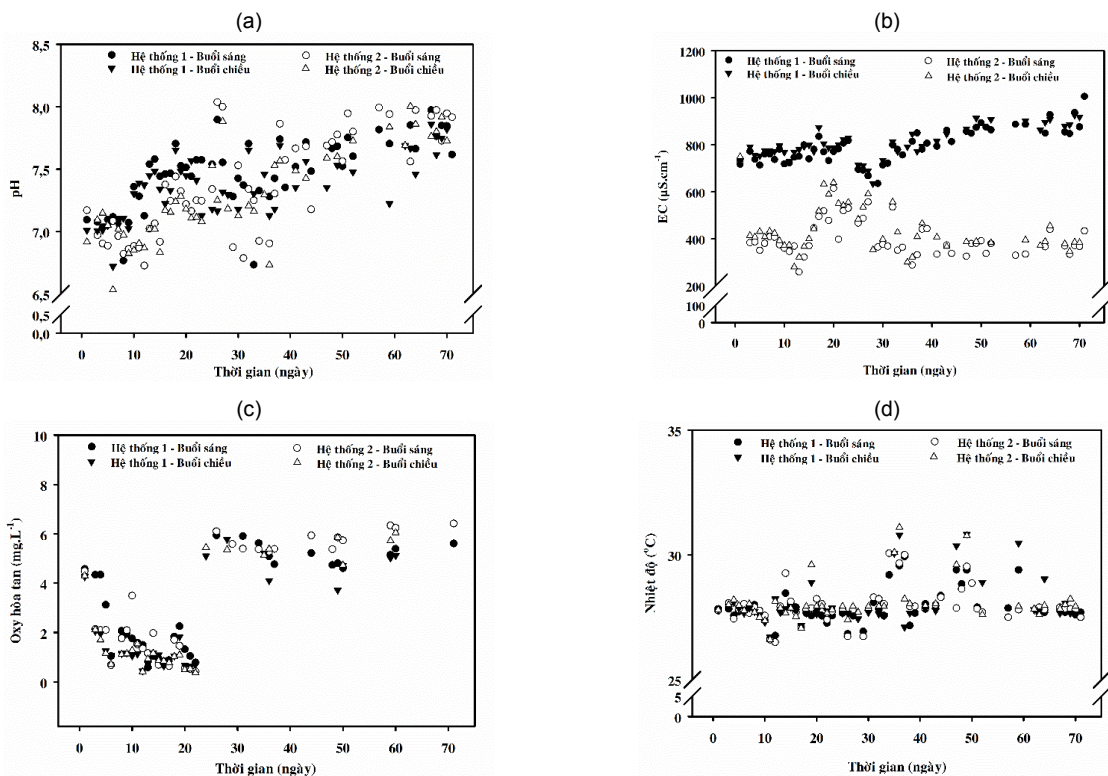 (a)
pH
8,5
8,0
7,5
7,0
6,5
0,5
0,0
Hệ thống 1 - Buổi sáng
Hệ thống 1 - Buổi chiều
Hệ thống 2 - Buổi sáng
Hệ thống 2 - Buổi chiều
0 10 20 30 40 50 60 70
Thời gian (ngày)
(b)
EC (µS.cm-1)
1200
1000
800
600
400
200
100
0
Hệ thống 1 - Buổi sáng
Hệ thống 1 - Buổi chiều
Hệ thống 2 - Buổi sáng
Hệ thống 2 - Buổi chiều
0 10 20 30 40 50 60 70
Thời gian (ngày)
(c)
Oxy hòa tan (mg.L-1)
10
8
6
4
2
0
Hệ thống 1 - Buổi sáng
Hệ thống 1 - Buổi chiều
Hệ thống 2 - Buổi sáng
Hệ thống 2 - Buổi chiều
0 10 20 30 40 50 60 70
Thời gian (ngày)
(d)
Nhiệt độ (°C)
35
30
25
5
0
Hệ thống 1 - Buổi sáng
Hệ thống 1 - Buổi chiều
Hệ thống 2 - Buổi sáng
Hệ thống 2 - Buổi chiều
0 10 20 30 40 50 60 70
Thời gian (ngày)